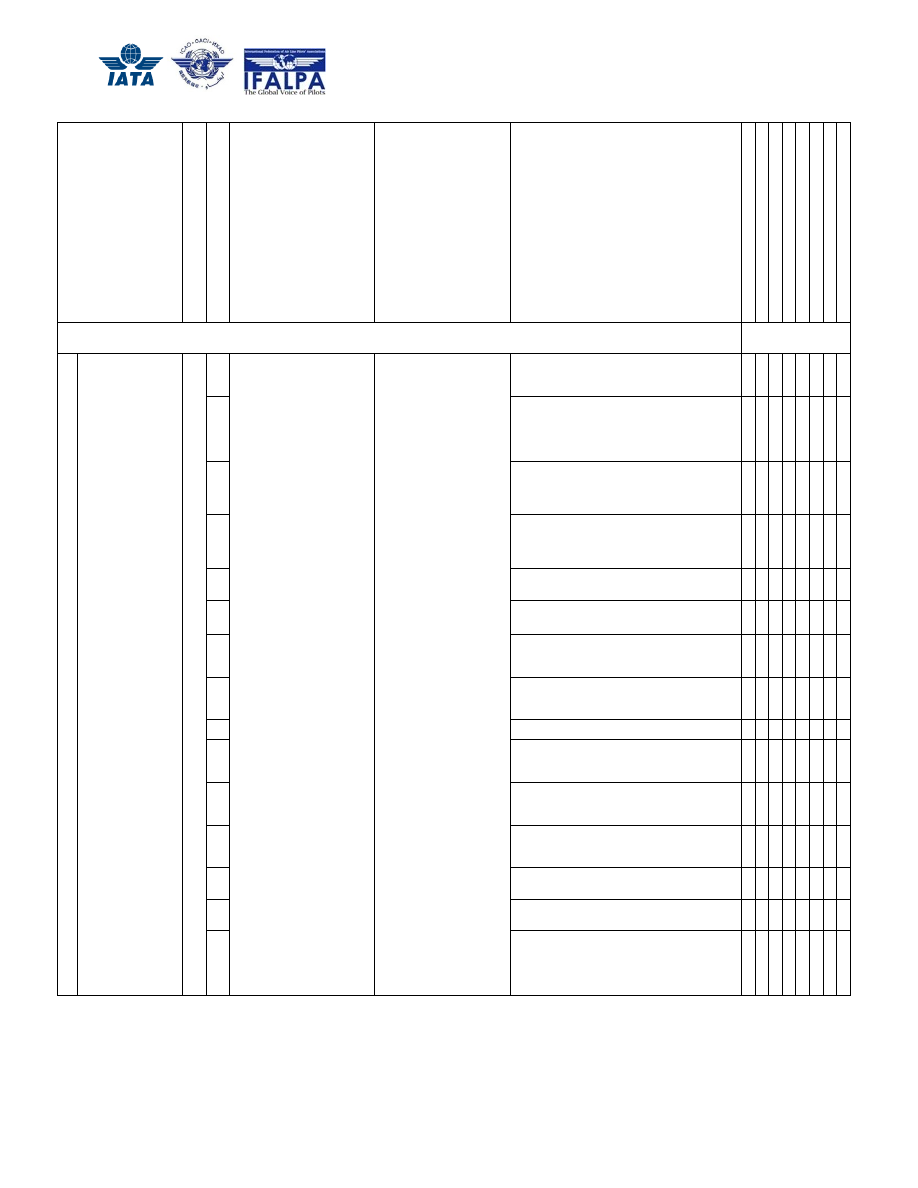 IATA
ICAO · OACI · ИКАО
International Federation of Air Line Pilots' Associations
IFALPA
The Global Voice of Pilots